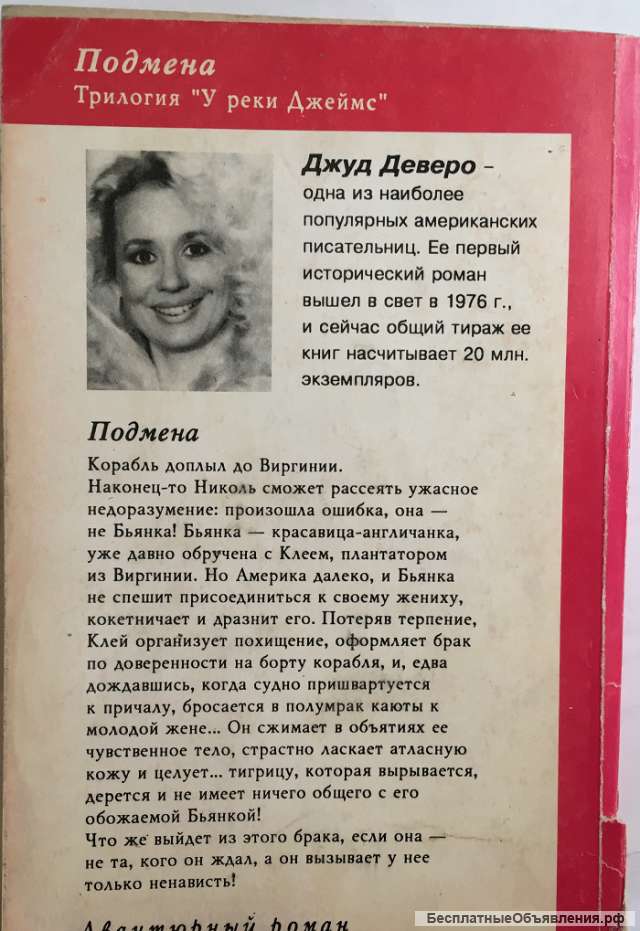 Подмена
Трилогия "У реки Джеймс"
Джуд Деверо –
одна из наиболее
популярных американских
писательниц. Ее первый
исторический роман
вышел в свет в 1976 г.,
и сейчас общий тираж ее
книг насчитывает 20 млн.
экземпляров.
Подмена
Корабль доплыл до Виргинии.
Наконец-то Николь сможет рассеять ужасное
недоразумение: произошла ошибка, она —
не Бьянка! Бьянка — красавица-англичанка,
уже давно обручена с Клеем, плантатором
из Виргинии. Но Америка далеко, и Бьянка
не спешит присоединиться к своему жениху,
кокетничает и дразнит его. Потеряв терпение,
Клей организует похищение, оформляет брак
по доверенности на борту корабля, и, едва
дождавшись, когда судно пришвартуется
к причалу, бросается в полумрак каюты к
молодой жене... Он сжимает в объятиях ее
чувственное тело, страстно ласкает атласную
кожу и целует... тигрицу, которая вырывается,
дерется и не имеет ничего общего с его
обожаемой Бьянкой!
Что же выйдет из этого брака, если она —
не та, кого он ждал, а он вызывает у нее
только ненависть!
Авантюрный роман
БесплатныеОбъявления.рф